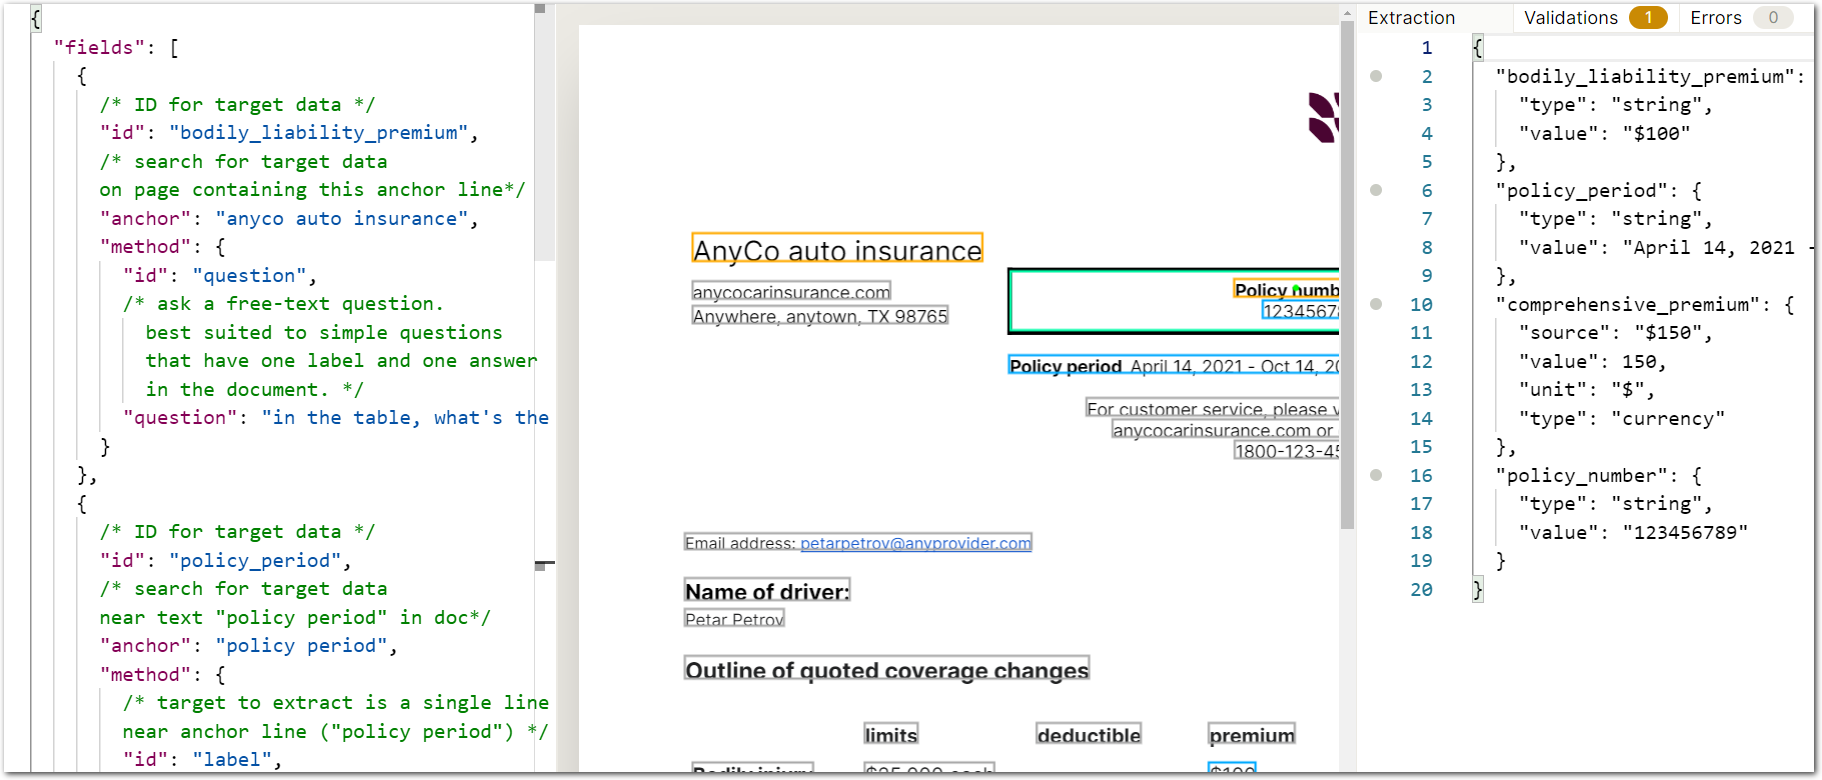 {
"fields": [
{
/* ID for target data */
"id": "bodily_liability_premium",
/* search for target data
on page containing this anchor line*/
"anchor": "anyco auto insurance",
"method": {
"id": "question",
/* ask a free-text question.
best suited to simple questions
that have one label and one answer
in the document. */
"question": "in the table, what's the
}
},
{
/* ID for target data */
"id": "policy_period",
/* search for target data
near text "policy period" in doc*/
"anchor": "policy period",
"method": {
/* target to extract is a single line
near anchor line ("policy period") */
"id": "label",
AnyCo auto insurance
anycocarinsurance.com
Anywhere, anytown, TX 98765
Policy numb
12345678
Policy period April 14, 2021 - Oct 14, 20
For customer service, please v
anycocarinsurance.com or
1800-123-45
Email address: petarpetrov@anyprovider.com
Name of driver:
Petar Petrov
Outline of quoted coverage changes
limits deductible premium
Bodily injury $25,000 each $100
Extraction Validations 1 Errors 0
1 {
2 "bodily_liability_premium":
3 "type": "string",
4 "value": "$100"
5 },
6 "policy_period": {
7 "type": "string",
8 "value": "April 14, 2021 -
9 },
10 "comprehensive_premium": {
11 "source": "$150",
12 "value": 150,
13 "unit": "$",
14 "type": "currency"
15 },
16 "policy_number": {
17 "type": "string",
18 "value": "123456789"
19 }
20 }